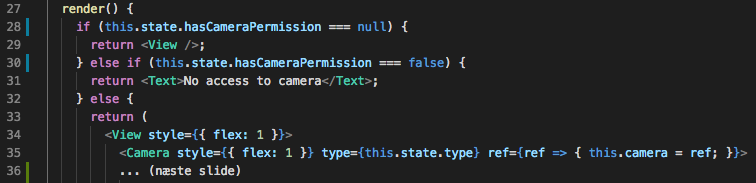 27 render() {
28 if (this.state.hasCameraPermission === null) {
29 return <View />;
30 } else if (this.state.hasCameraPermission === false) {
31 return <Text>No access to camera</Text>;
32 } else {
33 return (
34 <View style={{ flex: 1 }}>
35 <Camera style={{ flex: 1 }} type={this.state.type} ref={ref => { this.camera = ref; }}>
36 ... (næste slide)